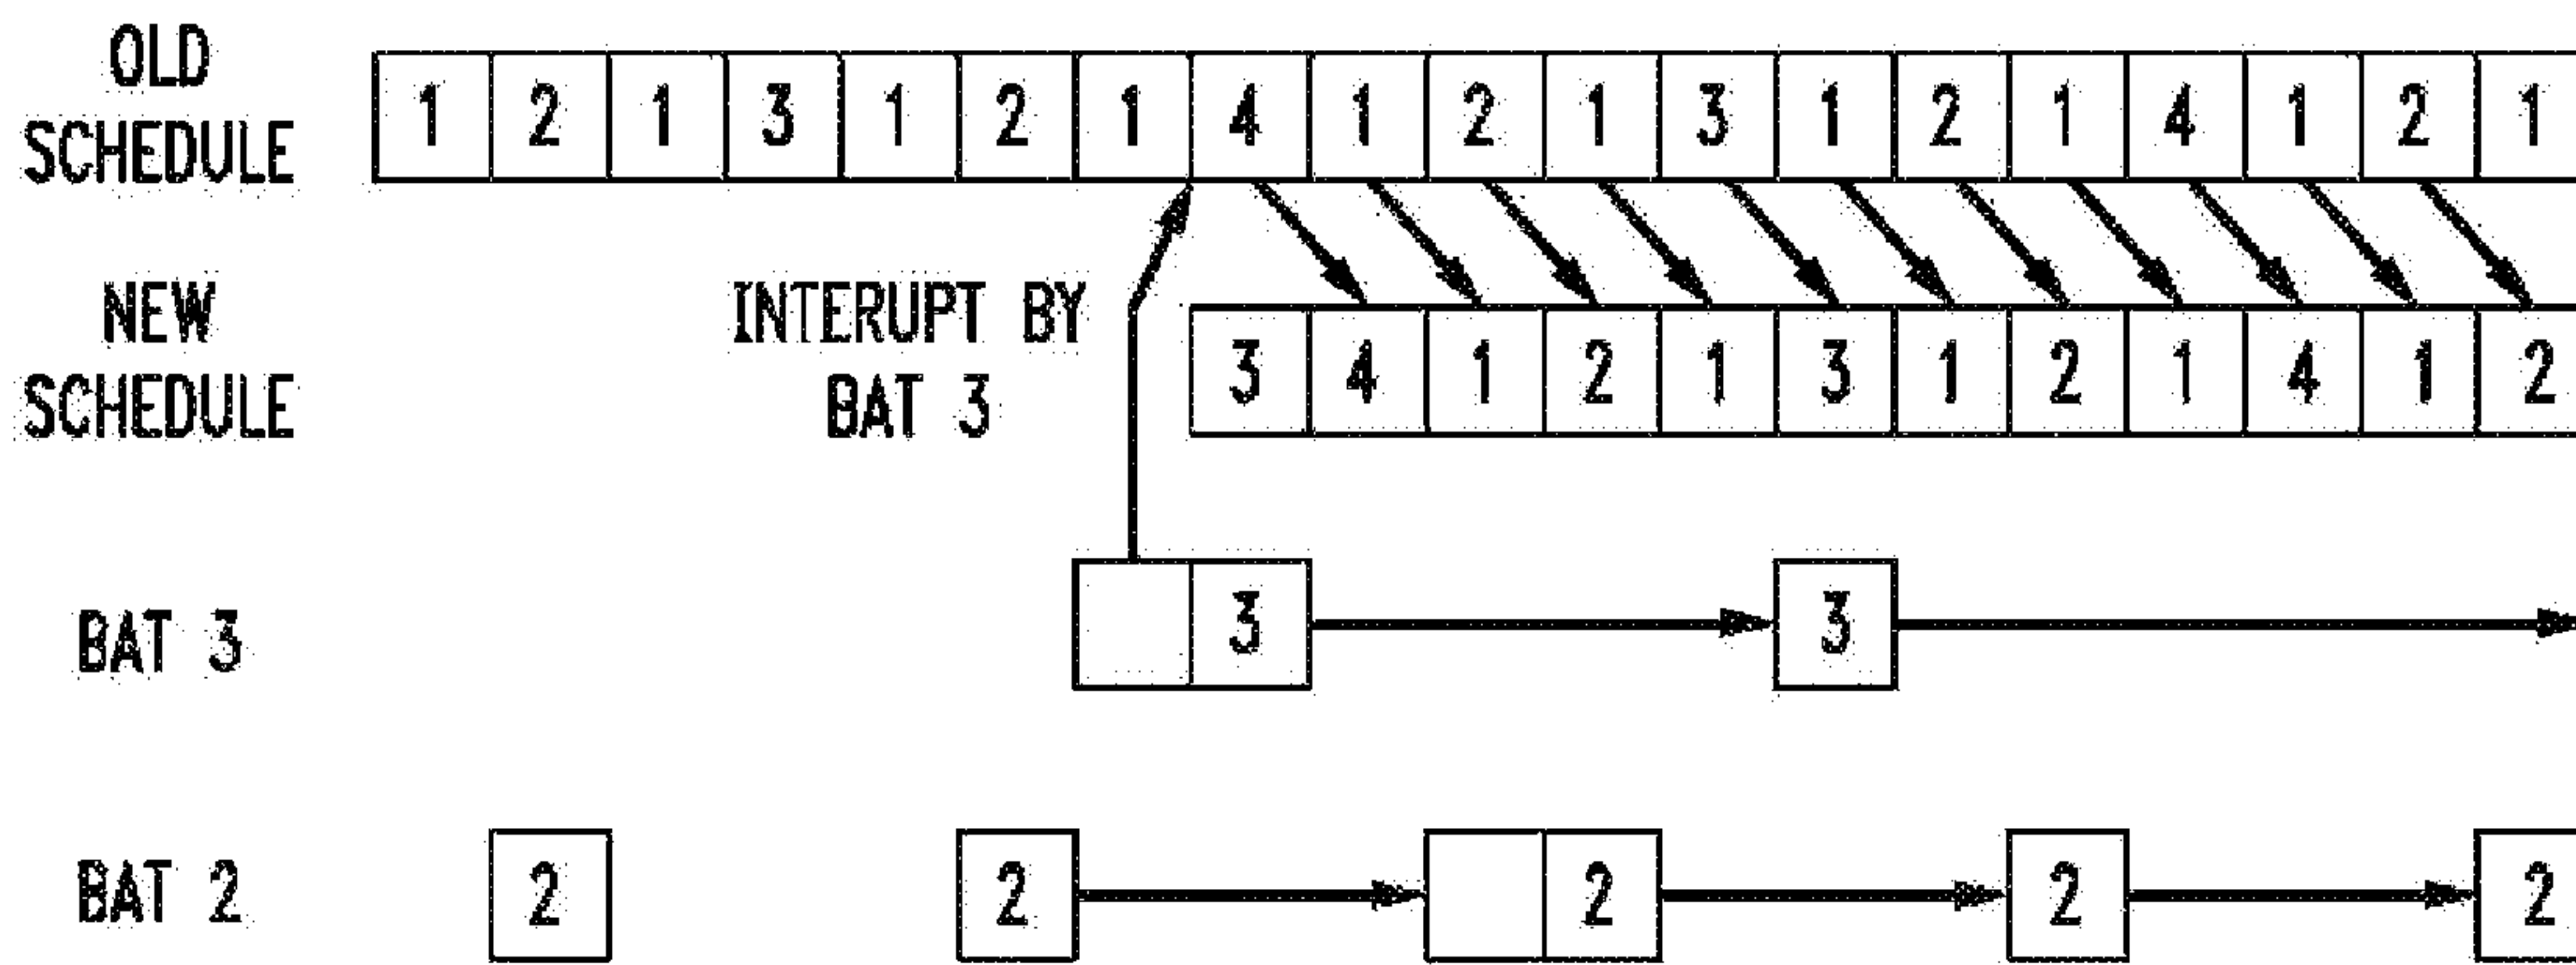 OLD
SCHEDULE
1 2 1 3 1 2 1 4 1 2 1 3 1 2 1 4 1 2 1
NEW
SCHEDULE
INTERUPT BY
BAT 3
3 4 1 2 1 3 1 2 1 4 1 2
BAT 3
3 3
BAT 2
2 2 2 2 2